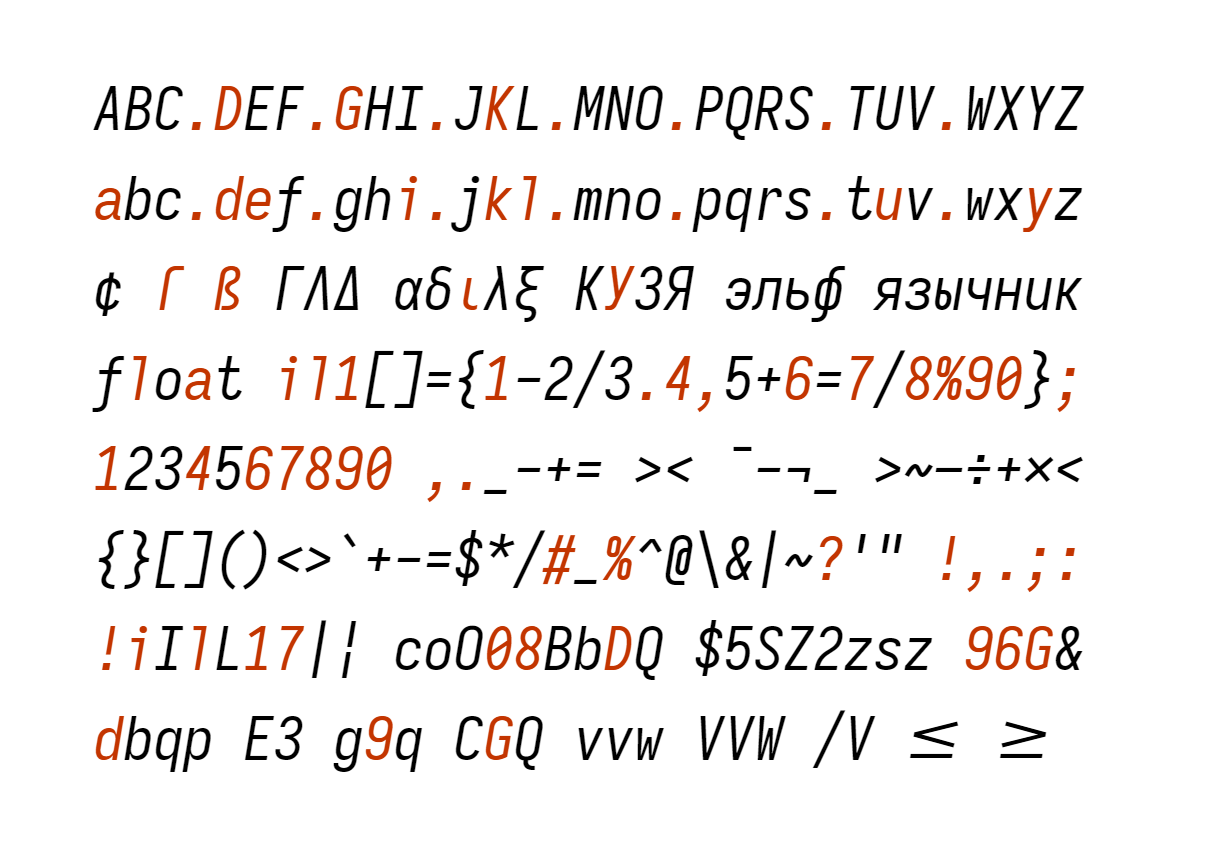 ABC.DEF.GHI.JKL.MNO.PQRS.TUV.WXYZ
abc.def.ghi.jkl.mno.pqrs.tuv.wxyz
¢ ſ ß ΓΛΔ αδιλξ КУЗЯ эльф язычник
float il1[]={1-2/3.4,5+6=7/8%90};
1234567890 ,._-+= >< ¯-¬_ >~–÷+×<
{}[]()<>`+-=$*/#_%^@\&|~?'" !,.;:
!iIlL17|¦ coO08BbDQ $5SZ2zsz 96G&
dbqp E3 g9q CGQ vvw VVW /V ≤ ≥